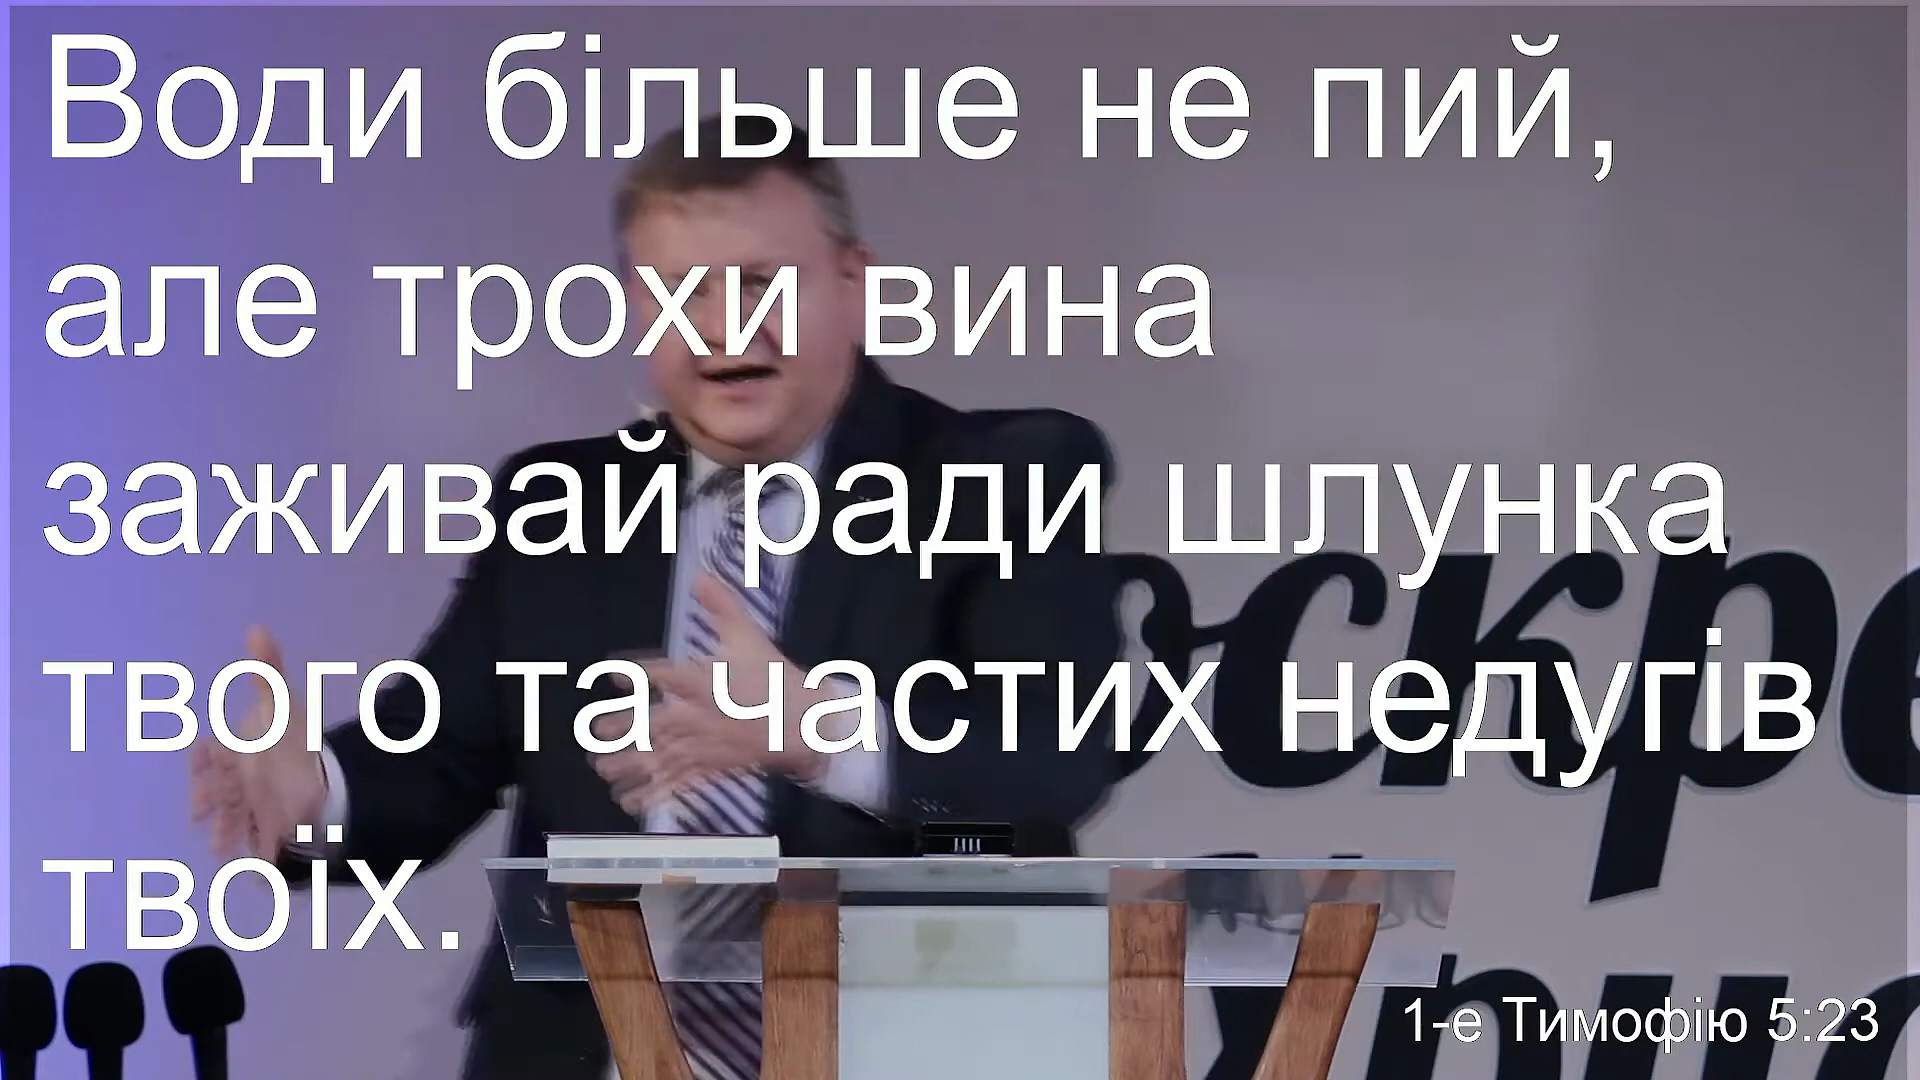 Води більше не пий,
але трохи вина
заживай ради шлунка
твого та частих недугів
твоїх.
1-е Тимофію 5:23